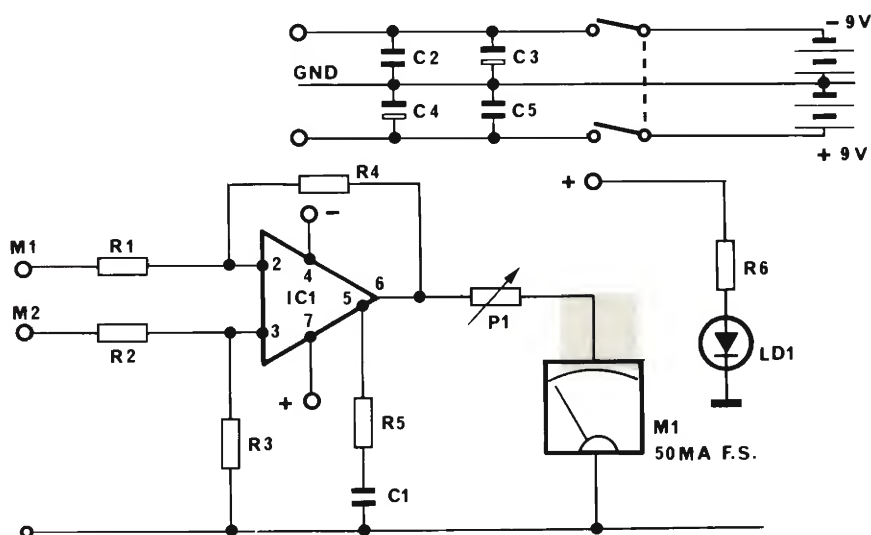 - 9V
C2
C3
GND
C4
C5
+ 9V
+
R4
-
M1
R1
2
4
6
R6
IC1
5
P1
M2
3
7
LD1
R2
+
R5
M1
R3
50MA F.S.
C1